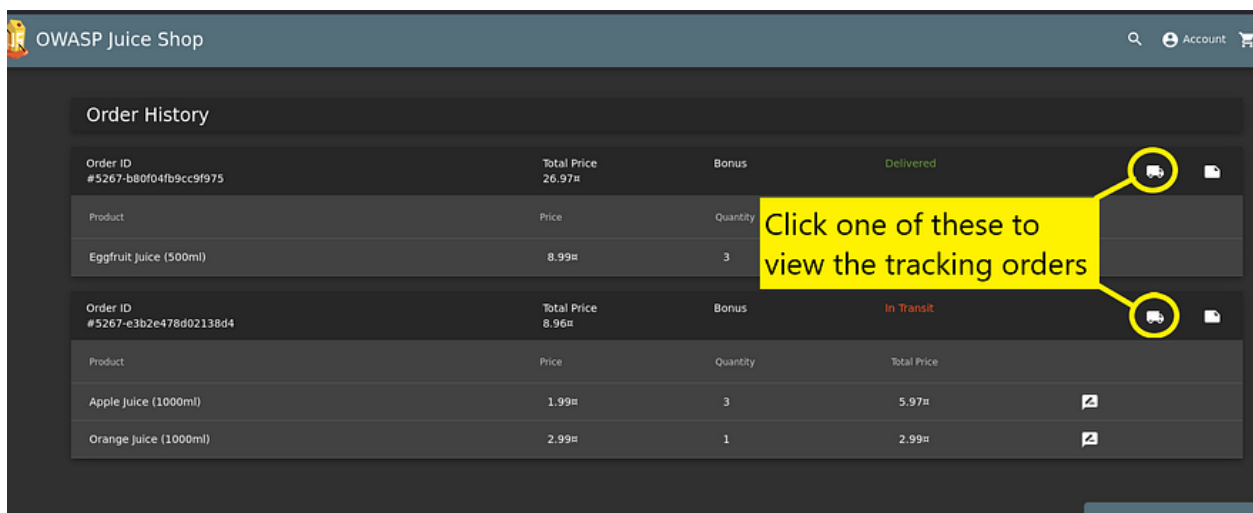 OWASP Juice Shop
Account
Order History
Order ID Total Price Bonus Delivered
#5267-b80f04fb9cc9f975 26.97¤
Product Price Quantity
Eggfruit Juice (500ml) 8.99¤ 3
Click one of these to
view the tracking orders
Order ID Total Price Bonus In Transit
#5267-e3b2e478d02138d4 8.96¤
Product Price Quantity Total Price
Apple Juice (1000ml) 1.99¤ 3 5.97¤
Orange Juice (1000ml) 2.99¤ 1 2.99¤